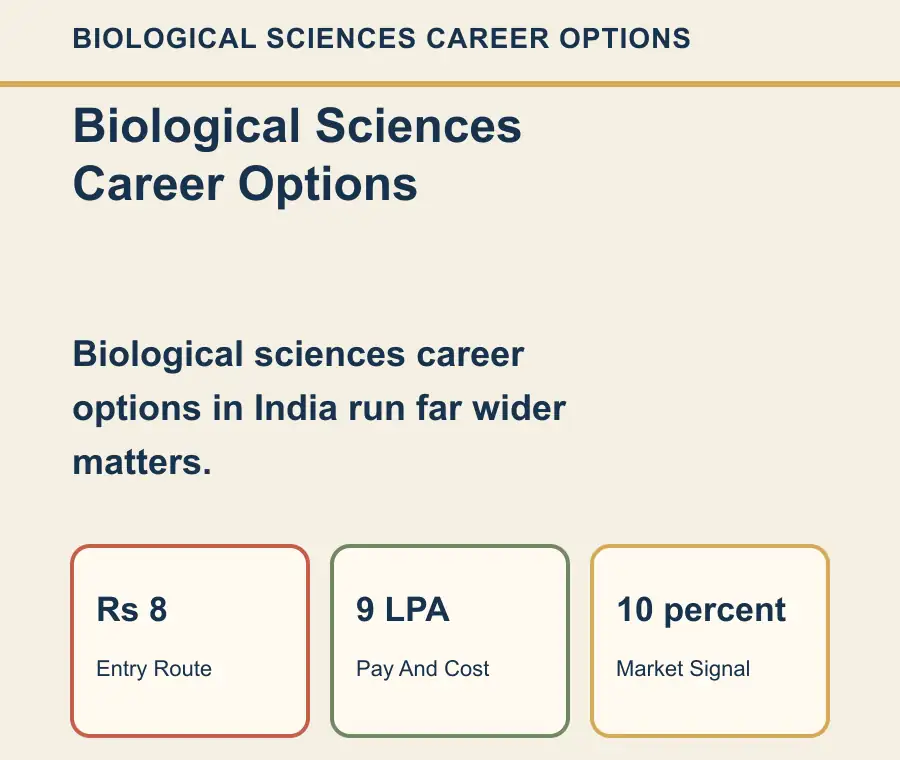 BIOLOGICAL SCIENCES CAREER OPTIONS
Biological Sciences
Career Options
Biological sciences career
options in India run far wider
matters.
Rs 8
Entry Route
9 LPA
Pay And Cost
10 percent
Market Signal